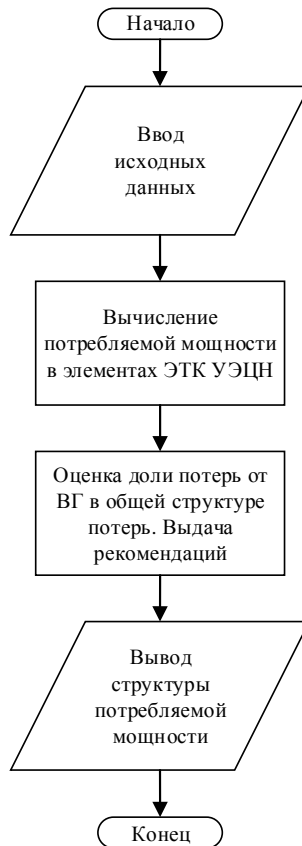 Начало
Ввод
исходных
данных
Вычисление
потребляемой мощности
в элементах ЭТК УЭЦН
Оценка доли потерь от
ВГ в общей структуре
потерь. Выдача
рекомендаций
Вывод
структуры
потребляемой
мощности
Конец